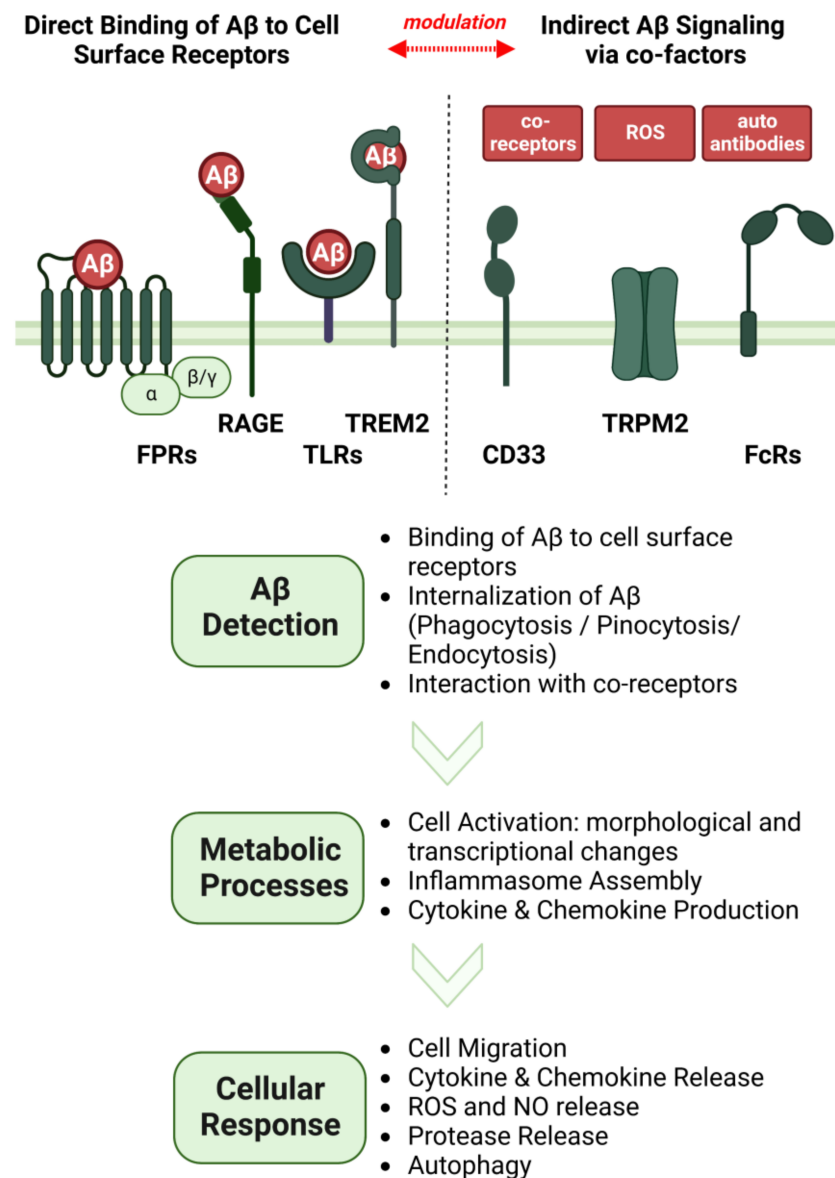 Direct Binding of Aβ to Cell
Surface Receptors
modulation
Indirect Aβ Signaling
via co-factors
co-
receptors
ROS
auto
antibodies
Aβ
Aβ
Aβ
Aβ
α
β/γ
RAGE
TREM2
TRPM2
FPRs
TLRs
CD33
FcRs
Aβ
Detection
• Binding of Aβ to cell surface
receptors
• Internalization of Aβ
(Phagocytosis / Pinocytosis/
Endocytosis)
• Interaction with co-receptors
Metabolic
Processes
• Cell Activation: morphological and
transcriptional changes
• Inflammasome Assembly
• Cytokine & Chemokine Production
Cellular
Response
• Cell Migration
• Cytokine & Chemokine Release
• ROS and NO release
• Protease Release
• Autophagy